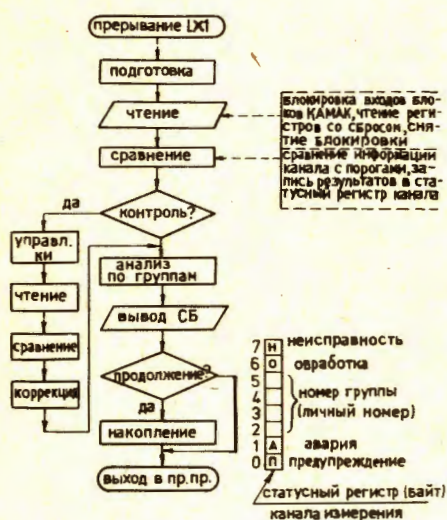 прерывание LX1
подготовка
чтение
сравнение
блокировка входов бло-
ков КАМАК, чтение реги-
стров со сбросом, сня-
тие блокировки
сравнение информации
канала с порогами, за-
пись результатов в ста-
тусный регистр канала
да
контроль?
управл.
ки
чтение
сравнение
коррекция
анализ
по группам
вывод СБ
продолжение?
да
накопление
выход в пр.пр.
7 Н неисправность
6 О овработка
5
4 номер группы
3 (личный номер)
2
1 А авария
0 П предупреждение
статусный регистр (байт)
канала измерения